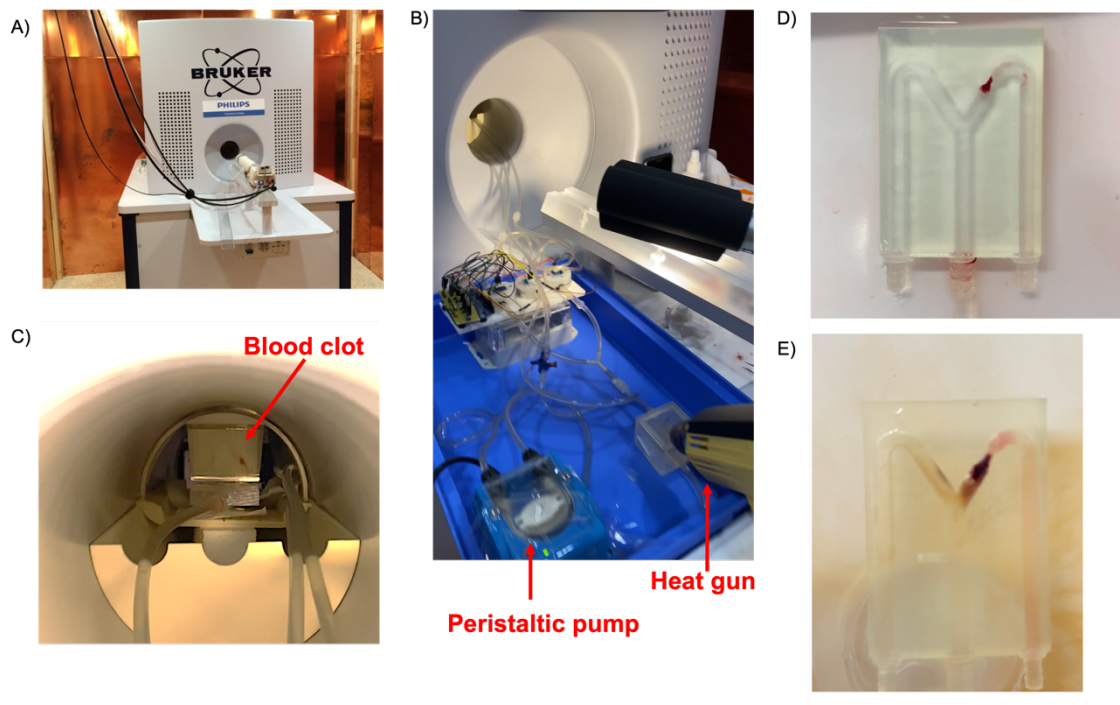 A)
BRUKER
PHILIPS
B)
D)
C)
Blood clot
E)
Heat gun
Peristaltic pump